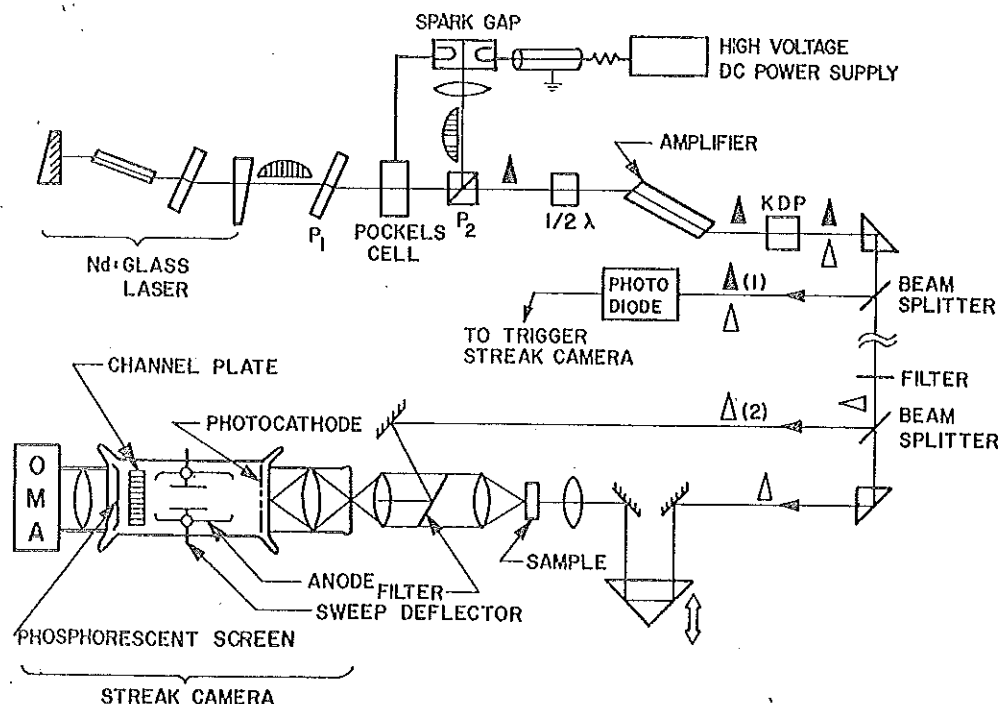 SPARK GAP
HIGH VOLTAGE
DC POWER SUPPLY
AMPLIFIER
P1
POCKELS
CELL
P2
1/2 λ
KDP
Nd:GLASS
LASER
PHOTO
DIODE
(1)
BEAM
SPLITTER
TO TRIGGER
STREAK CAMERA
CHANNEL PLATE
FILTER
PHOTOCATHODE
(2)
BEAM
SPLITTER
OMA
SAMPLE
ANODE
FILTER
SWEEP DEFLECTOR
PHOSPHORESCENT SCREEN
STREAK CAMERA